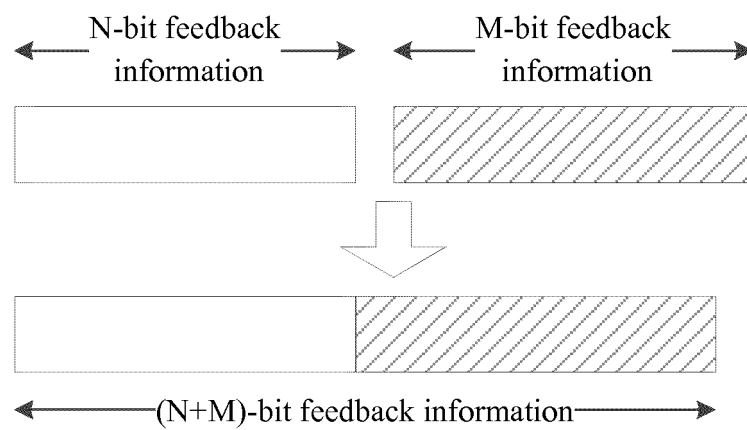 N-bit feedback
information
M-bit feedback
information
(N+M)-bit feedback information